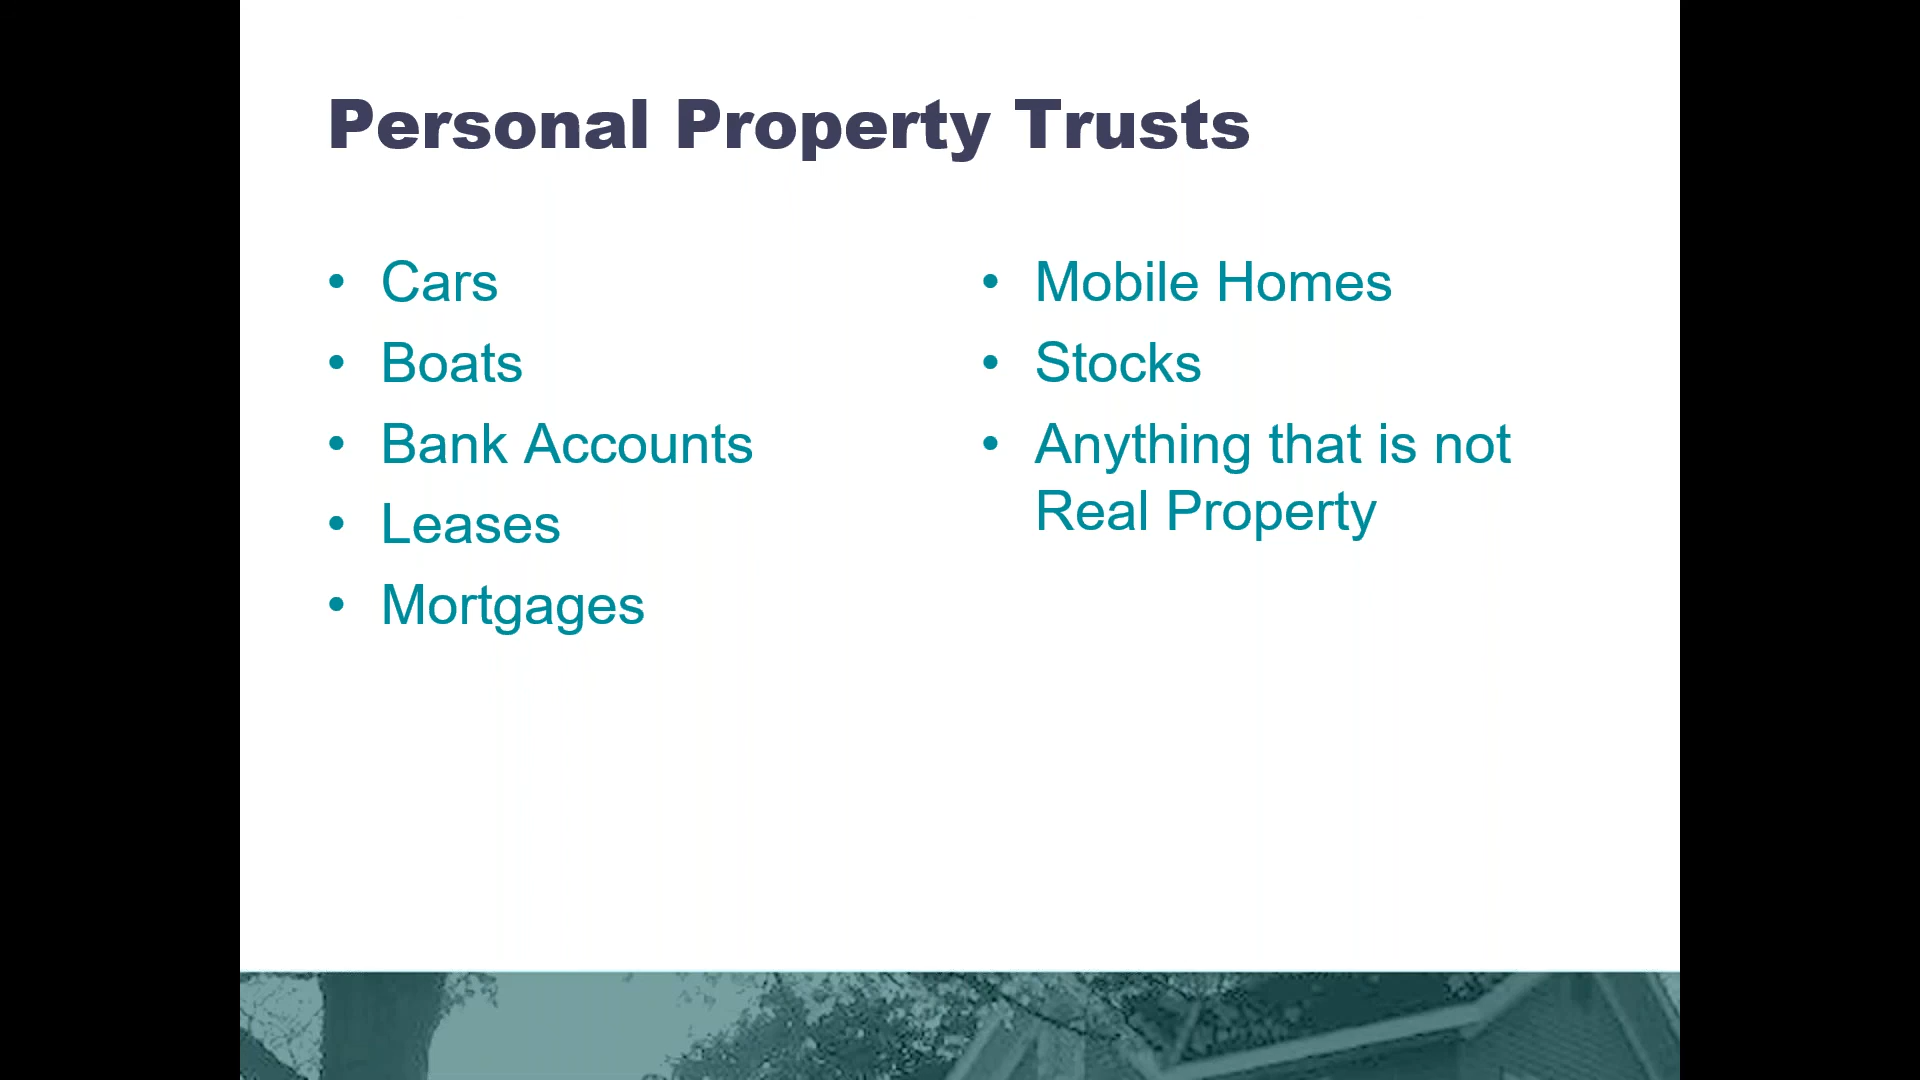 Personal Property Trusts
• Cars
• Boats
• Bank Accounts
• Leases
• Mortgages
• Mobile Homes
• Stocks
• Anything that is not
Real Property